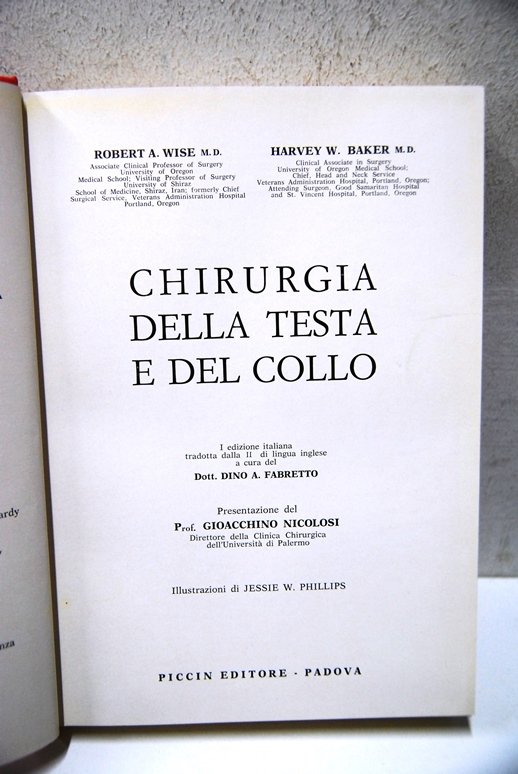 ROBERT A. WISE M.D.
Associate Clinical Professor of Surgery
University of Oregon
Medical School; Visiting Professor of Surgery
University of Shiraz
School of Medicine, Shiraz, Iran; formerly Chief
Surgical Service, Veterans Administration Hospital
Portland, Oregon
HARVEY W. BAKER M.D.
Clinical Associate in Surgery
University of Oregon Medical School;
Chief, Head and Neck Service
Veterans Administration Hospital, Portland, Oregon;
Attending Surgeon, Good Samaritan Hospital
and St. Vincent Hospital, Portland, Oregon
CHIRURGIA
DELLA TESTA
E DEL COLLO
I edizione italiana
tradotta dalla II di lingua inglese
a cura del
Dott. DINO A. FABRETTO
Presentazione del
Prof. GIOACCHINO NICOLOSI
Direttore della Clinica Chirurgica
dell'Università di Palermo
Illustrazioni di JESSIE W. PHILLIPS
PICCIN EDITORE - PADOVA